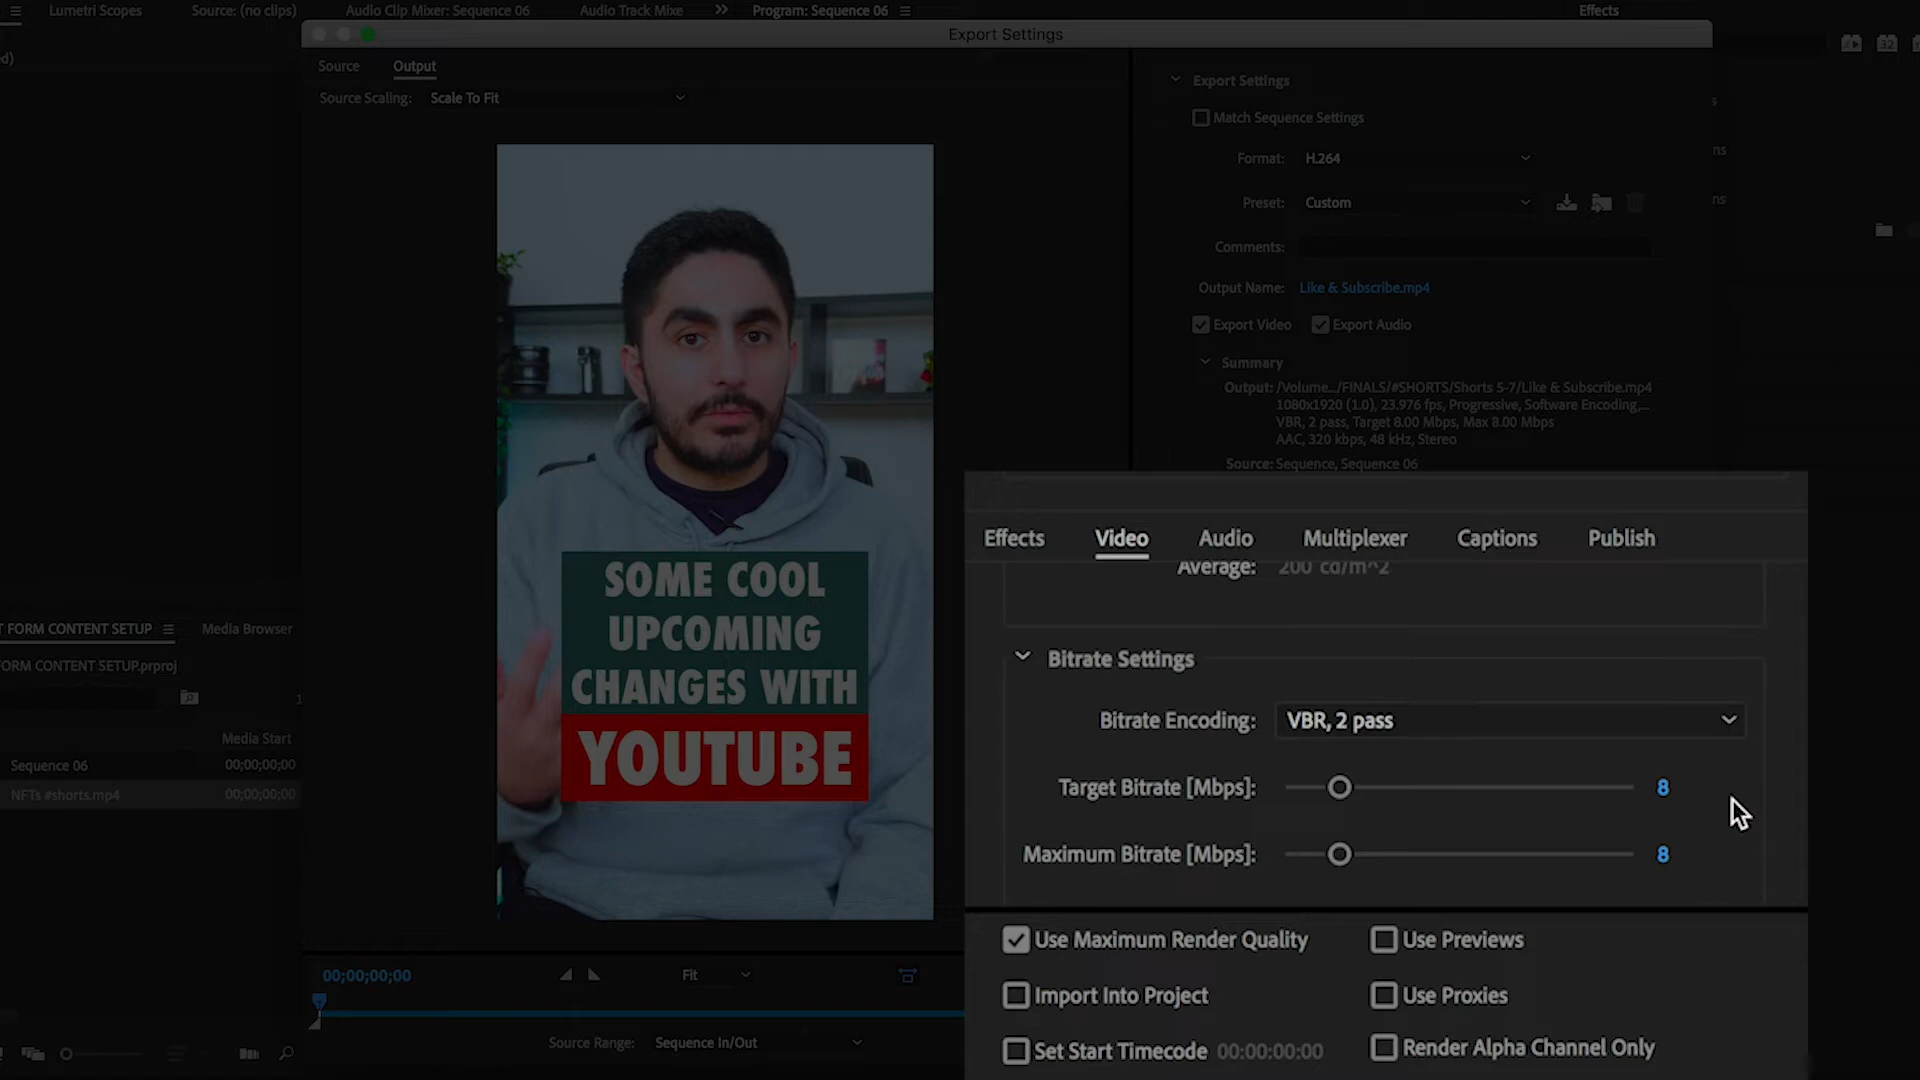 Lumetri Scopes
Source: (no clips)
Audio Clip Mixer: Sequence 06
Audio Track Mixe
Program: Sequence 06
Effects
Export Settings
Source
Output
Source Scaling: Scale To Fit
Export Settings
Match Sequence Settings
Format: H.264
Preset: Custom
Comments:
Output Name: Like & Subscribe.mp4
Export Video
Export Audio
Summary
Output: /Volume.../FINALS/#SHORTS/Shorts 5-7/Like & Subscribe.mp4
1080x1920 (1.0), 23.976 fps, Progressive, Software Encoding,...
VBR, 2 pass, Target 8.00 Mbps, Max 8.00 Mbps
AAC, 320 kbps, 48 kHz, Stereo
Source: Sequence, Sequence 06
SOME COOL
UPCOMING
CHANGES WITH
YOUTUBE
Effects
Video
Audio
Multiplexer
Captions
Publish
Average: 200 cd/m^2
Bitrate Settings
Bitrate Encoding: VBR, 2 pass
Target Bitrate [Mbps]: 8
Maximum Bitrate [Mbps]: 8
Use Maximum Render Quality
Use Previews
Import Into Project
Use Proxies
Set Start Timecode 00:00:00:00
Render Alpha Channel Only
T FORM CONTENT SETUP
Media Browser
ORM CONTENT SETUP.prproj
Media Start
Sequence 06 00;00;00;00
NFTs #shorts.mp4 00;00;00;00
00;00;00;00
Fit
Source Range: Sequence In/Out